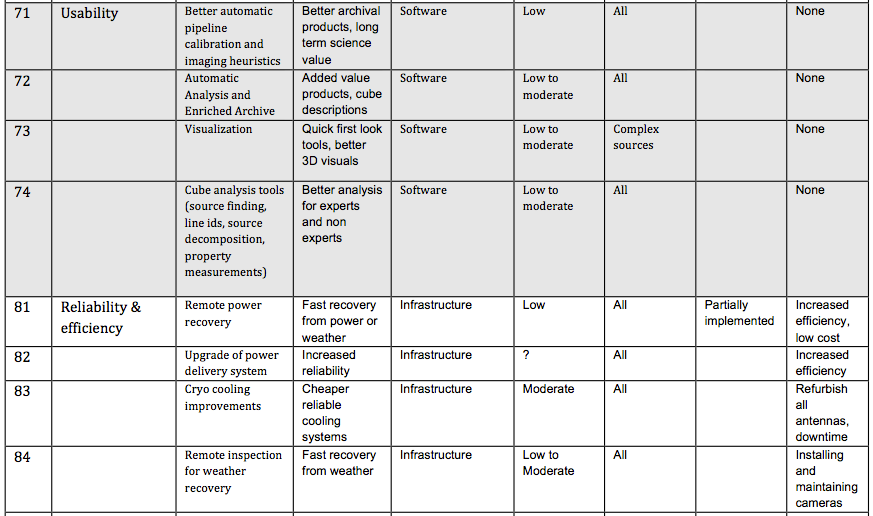 71 Usability Better automatic pipeline calibration and imaging heuristics Better archival products, long term science value Software Low All None
72 Automatic Analysis and Enriched Archive Added value products, cube descriptions Software Low to moderate All None
73 Visualization Quick first look tools, better 3D visuals Software Low to moderate Complex sources None
74 Cube analysis tools (source finding, line ids, source decomposition, property measurements) Better analysis for experts and non experts Software Low to moderate All None
81 Reliability & efficiency Remote power recovery Fast recovery from power or weather Infrastructure Low All Partially implemented Increased efficiency, low cost
82 Upgrade of power delivery system Increased reliability Infrastructure ? All Increased efficiency
83 Cryo cooling improvements Cheaper reliable cooling systems Infrastructure Moderate All Refurbish all antennas, downtime
84 Remote inspection for weather recovery Fast recovery from weather Infrastructure Low to Moderate All Installing and maintaining cameras